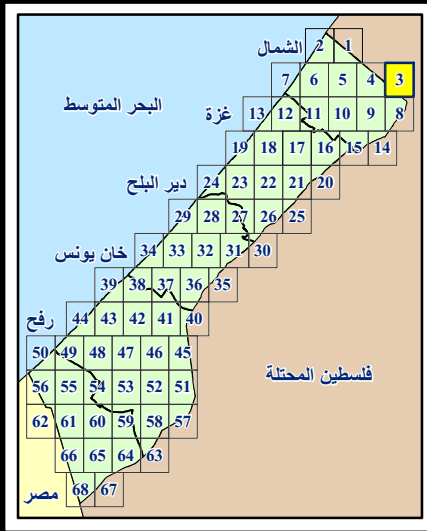 الشمال
2 1
7 6 5 4 3
البحر المتوسط
غزة
13 12 11 10 9 8
19 18 17 16 15 14
دير البلح
24 23 22 21 20
29 28 27 26 25
خان يونس
34 33 32 31 30
39 38 37 36 35
رفح
44 43 42 41 40
50 49 48 47 46 45
فلسطين المحتلة
56 55 54 53 52 51
62 61 60 59 58 57
66 65 64 63
مصر
68 67